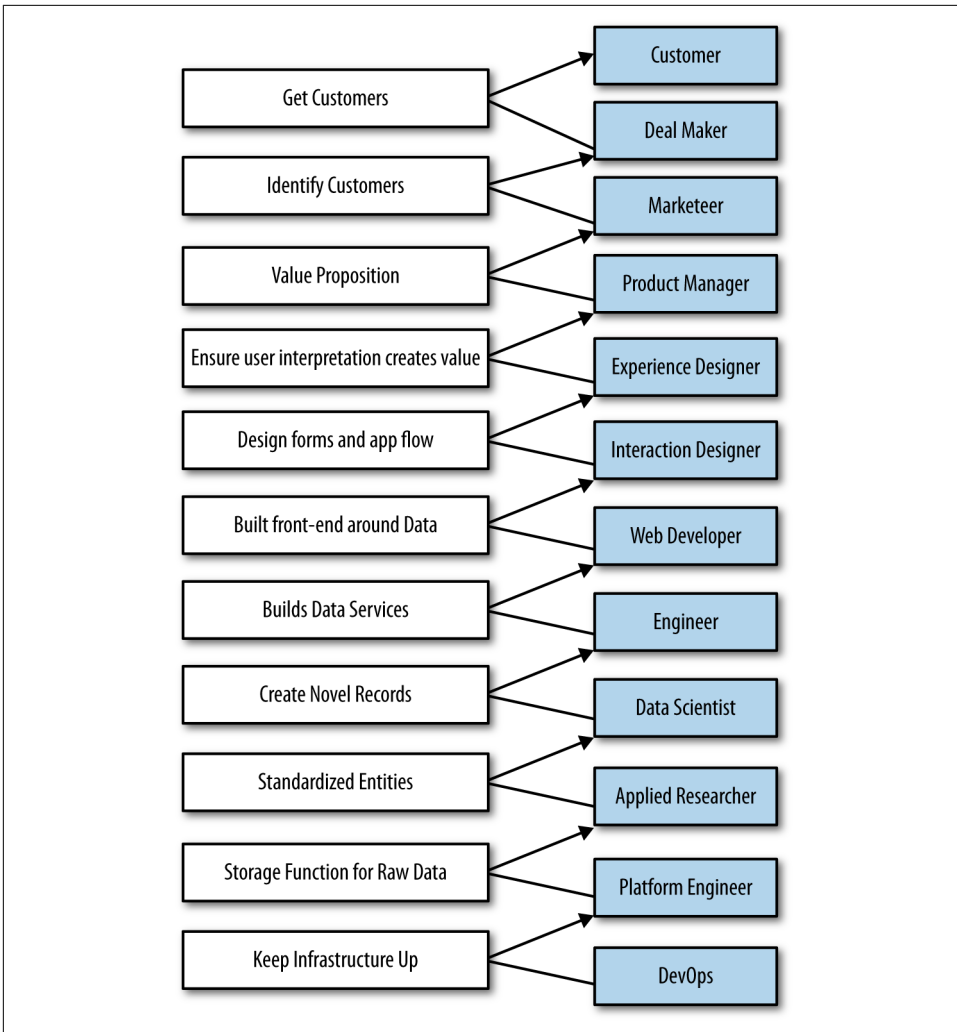 Customer
Get Customers
Deal Maker
Identify Customers
Marketeer
Value Proposition
Product Manager
Ensure user interpretation creates value
Experience Designer
Design forms and app flow
Interaction Designer
Built front-end around Data
Web Developer
Builds Data Services
Engineer
Create Novel Records
Data Scientist
Standardized Entities
Applied Researcher
Storage Function for Raw Data
Platform Engineer
Keep Infrastructure Up
DevOps